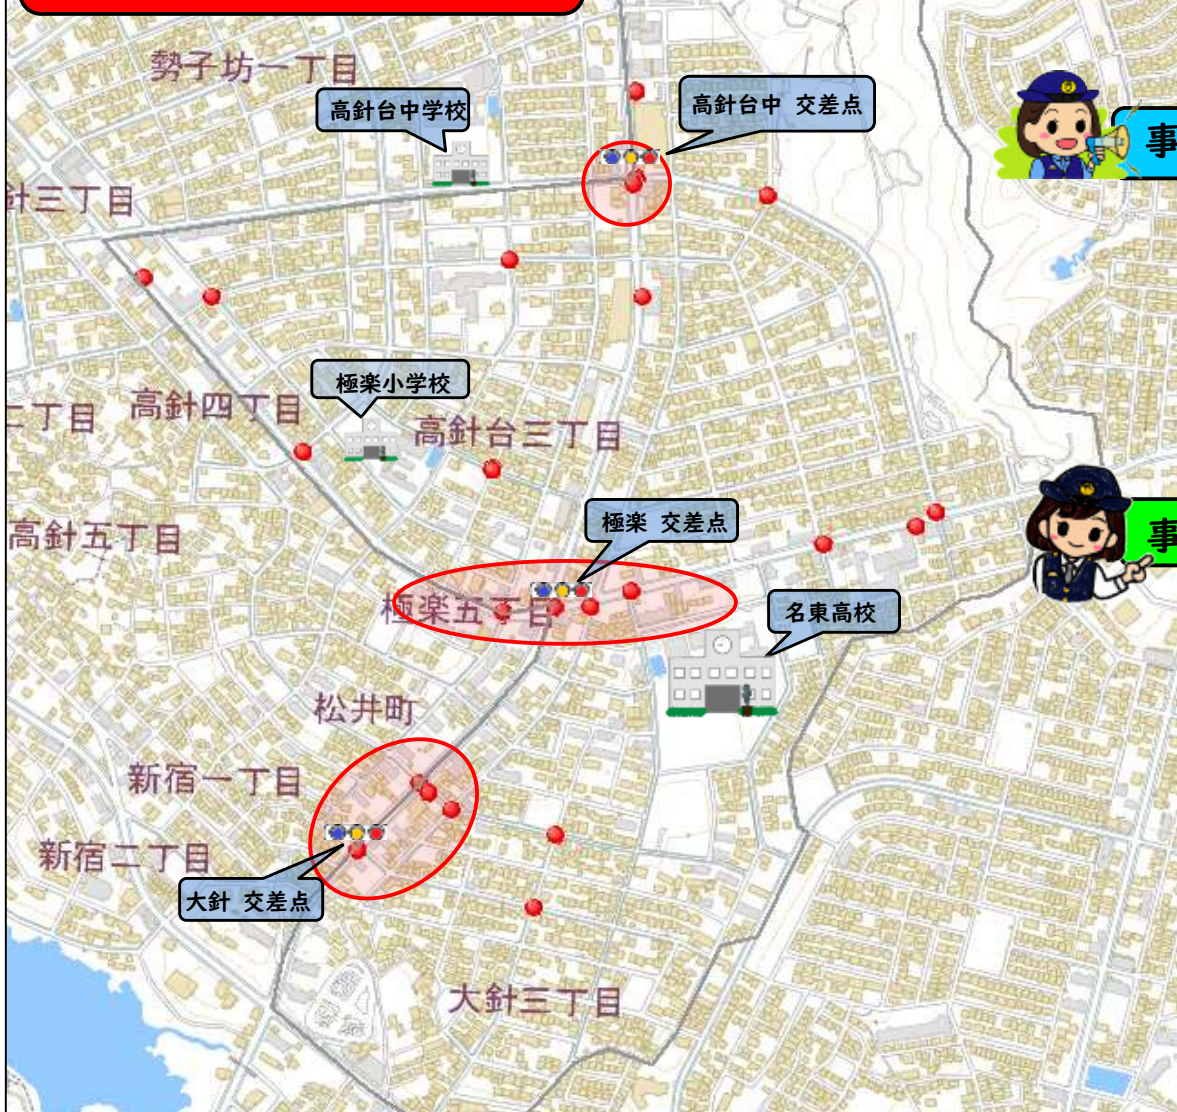 勢子坊一丁目
高針台中学校
高針台中 交差点
事
針三丁目
極楽小学校
二丁目
高針四丁目
高針台三丁目
極楽 交差点
高針五丁目
事
極楽五丁目
名東高校
松井町
新宿一丁目
新宿二丁目
大針 交差点
大針三丁目